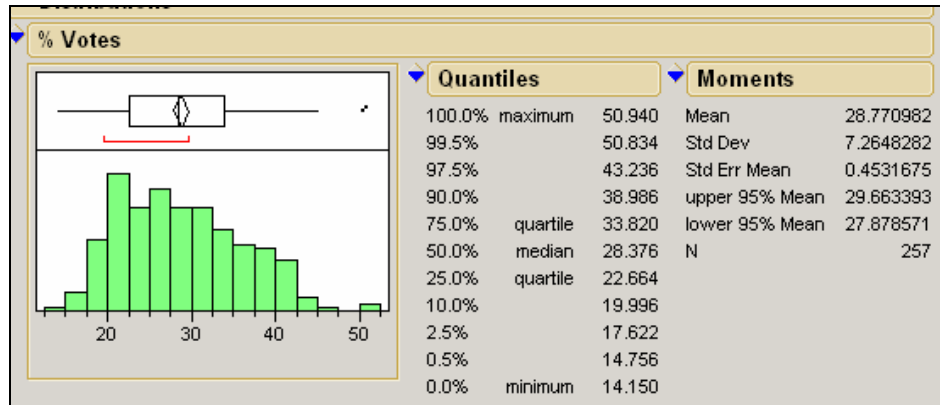 % Votes
Quantiles
100.0% maximum 50.940
99.5% 50.834
97.5% 43.236
90.0% 38.986
75.0% quartile 33.820
50.0% median 28.376
25.0% quartile 22.664
10.0% 19.996
2.5% 17.622
0.5% 14.756
0.0% minimum 14.150
Moments
Mean 28.770982
Std Dev 7.2648282
Std Err Mean 0.4531675
upper 95% Mean 29.663393
lower 95% Mean 27.878571
N 257
20 30 40 50